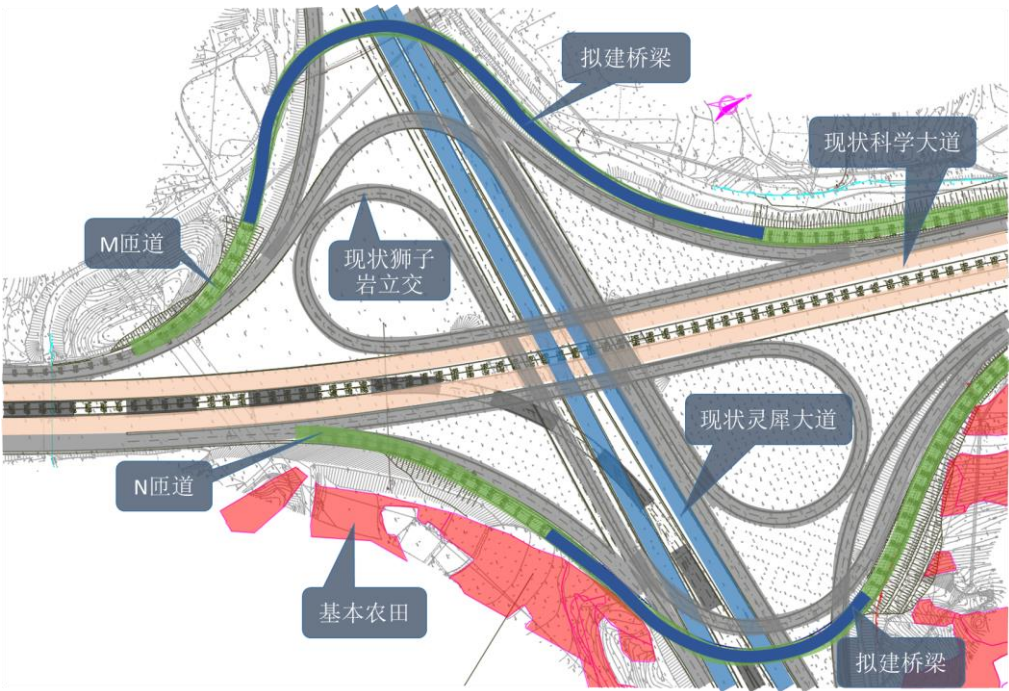 拟建桥梁
现状科学大道
M匝道
现状狮子
岩立交
现状灵犀大道
N匝道
基本农田
拟建桥梁